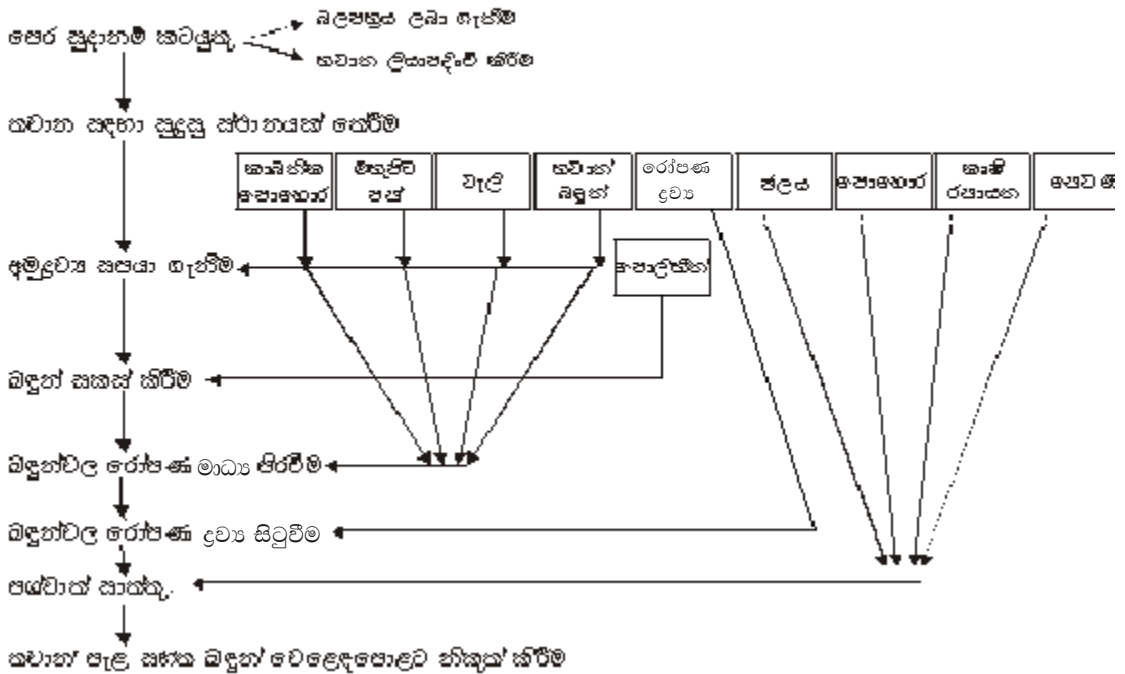 බලපත්‍රය ලබා ගැනීම
පෙර සූදානම් කටයුතු
තවාන ලියාපදිංචි කිරීම
තවාන සඳහා සුදුසු ස්ථානයක් තේරීම
කාබනික
පොහොර
මතුපිට
පස්
වැලි
තවාන්
බඳුන්
රෝපණ
ද්‍රව්‍ය
ජලය
පොහොර
කෘෂි
රසායන
අමුද්‍රව්‍ය සපයා ගැනීම
පොලිතීන්
බඳුන් සකස් කිරීම
බඳුන්වල රෝපණ මාධ්‍ය පිරවීම
බඳුන්වල රෝපණ ද්‍රව්‍ය සිටුවීම
පශ්චාත් සාත්තු
තවාන් පැළ සහිත බඳුන් වෙළෙඳපොළට නිකුත් කිරීම